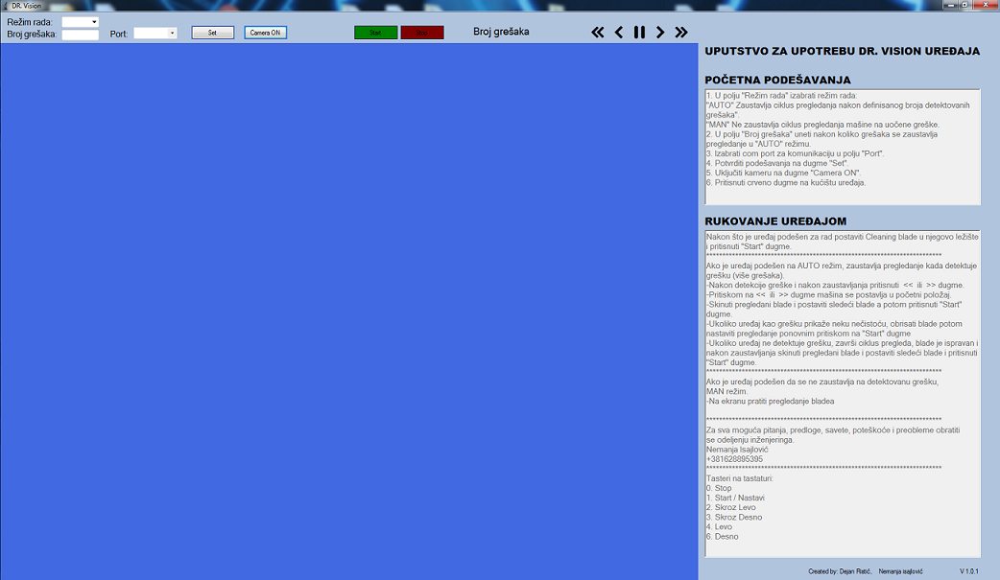 DR. Vision
Režim rada:
Broj grešaka: Port: Set Camera ON Start Stop Broj grešaka
UPUTSTVO ZA UPOTREBU DR. VISION UREĐAJA
POČETNA PODEŠAVANJA
1. U polju "Režim rada" izabrati režim rada:
"AUTO" Zaustavlja ciklus pregledanja nakon definisanog broja detektovanih
grešaka".
"MAN" Ne zaustavlja ciklus pregledanja mašine na uočene greške.
2. U polju "Broj grešaka" uneti nakon koliko grešaka se zaustavlja
pregledanje u "AUTO" režimu.
3. Izabrati com port za komunikaciju u polju "Port".
4. Potvrditi podešavanja na dugme "Set".
5. Uključiti kameru na dugme "Camera ON".
6. Pritisnuti crveno dugme na kućištu uređaja.
RUKOVANJE UREĐAJOM
Nakon što je uređaj podešen za rad postaviti Cleaning blade u njegovo ležište
i pritisnuti "Start" dugme.
******************************************************************************
Ako je uređaj podešen na AUTO režim, zaustavlja pregledanje kada detektuje
grešku (više grešaka).
-Nakon detekcije greške i nakon zaustavljanja pritisnuti << ili >> dugme.
-Pritiskom na << ili >> dugme mašina se postavlja u početni položaj.
-Skinuti pregledani blade i postaviti sledeći blade a potom pritisnuti "Start"
dugme.
-Ukoliko uređaj kao grešku prikaže neku nečistoću, obrisati blade potom
nastaviti pregledanje ponovnim pritiskom na "Start" dugme
-Ukoliko uređaj ne detektuje grešku, završi ciklus pregleda, blade je ispravan i
nakon zaustavljanja skinuti pregledani blade i postaviti sledeći blade i pritisnuti
"Start" dugme.
******************************************************************************
Ako je uređaj podešen da se ne zaustavlja na detektovanu grešku,
MAN režim.
-Na ekranu pratiti pregledanje bladea
******************************************************************************
Za sva moguća pitanja, predloge, savete, poteškoće i preobleme obratiti
se odeljenju inženjeringa.
Nemanja Isajlović
+381628895395
******************************************************************************
Tasteri na tastaturi:
0. Stop
1. Start / Nastavi
2. Skroz Levo
3. Skroz Desno
4. Levo
6. Desno
Created by: Dejan Ristić, Nemanja Isajlović V 1.0.1